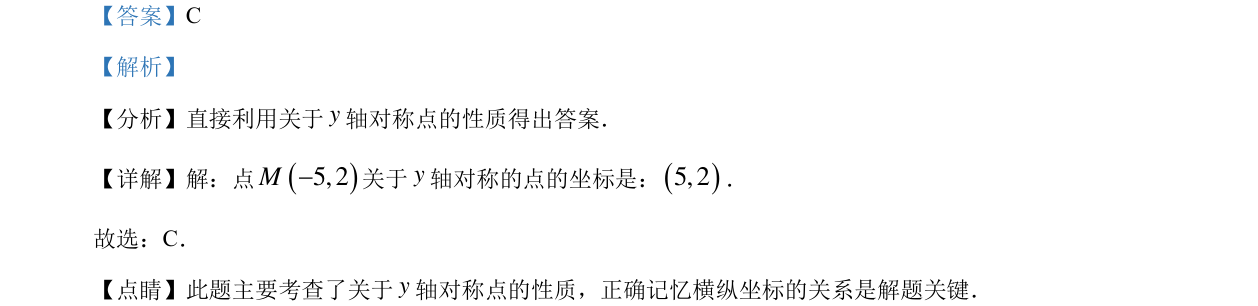 【答案】C
【解析】
【分析】直接利用关于 y 轴对称点的性质得出答案．
【详解】解：点 M(−5,2)关于 y 轴对称的点的坐标是：(5,2)．
故选：C．
【点睛】此题主要考查了关于 y 轴对称点的性质，正确记忆横纵坐标的关系是解题关键．